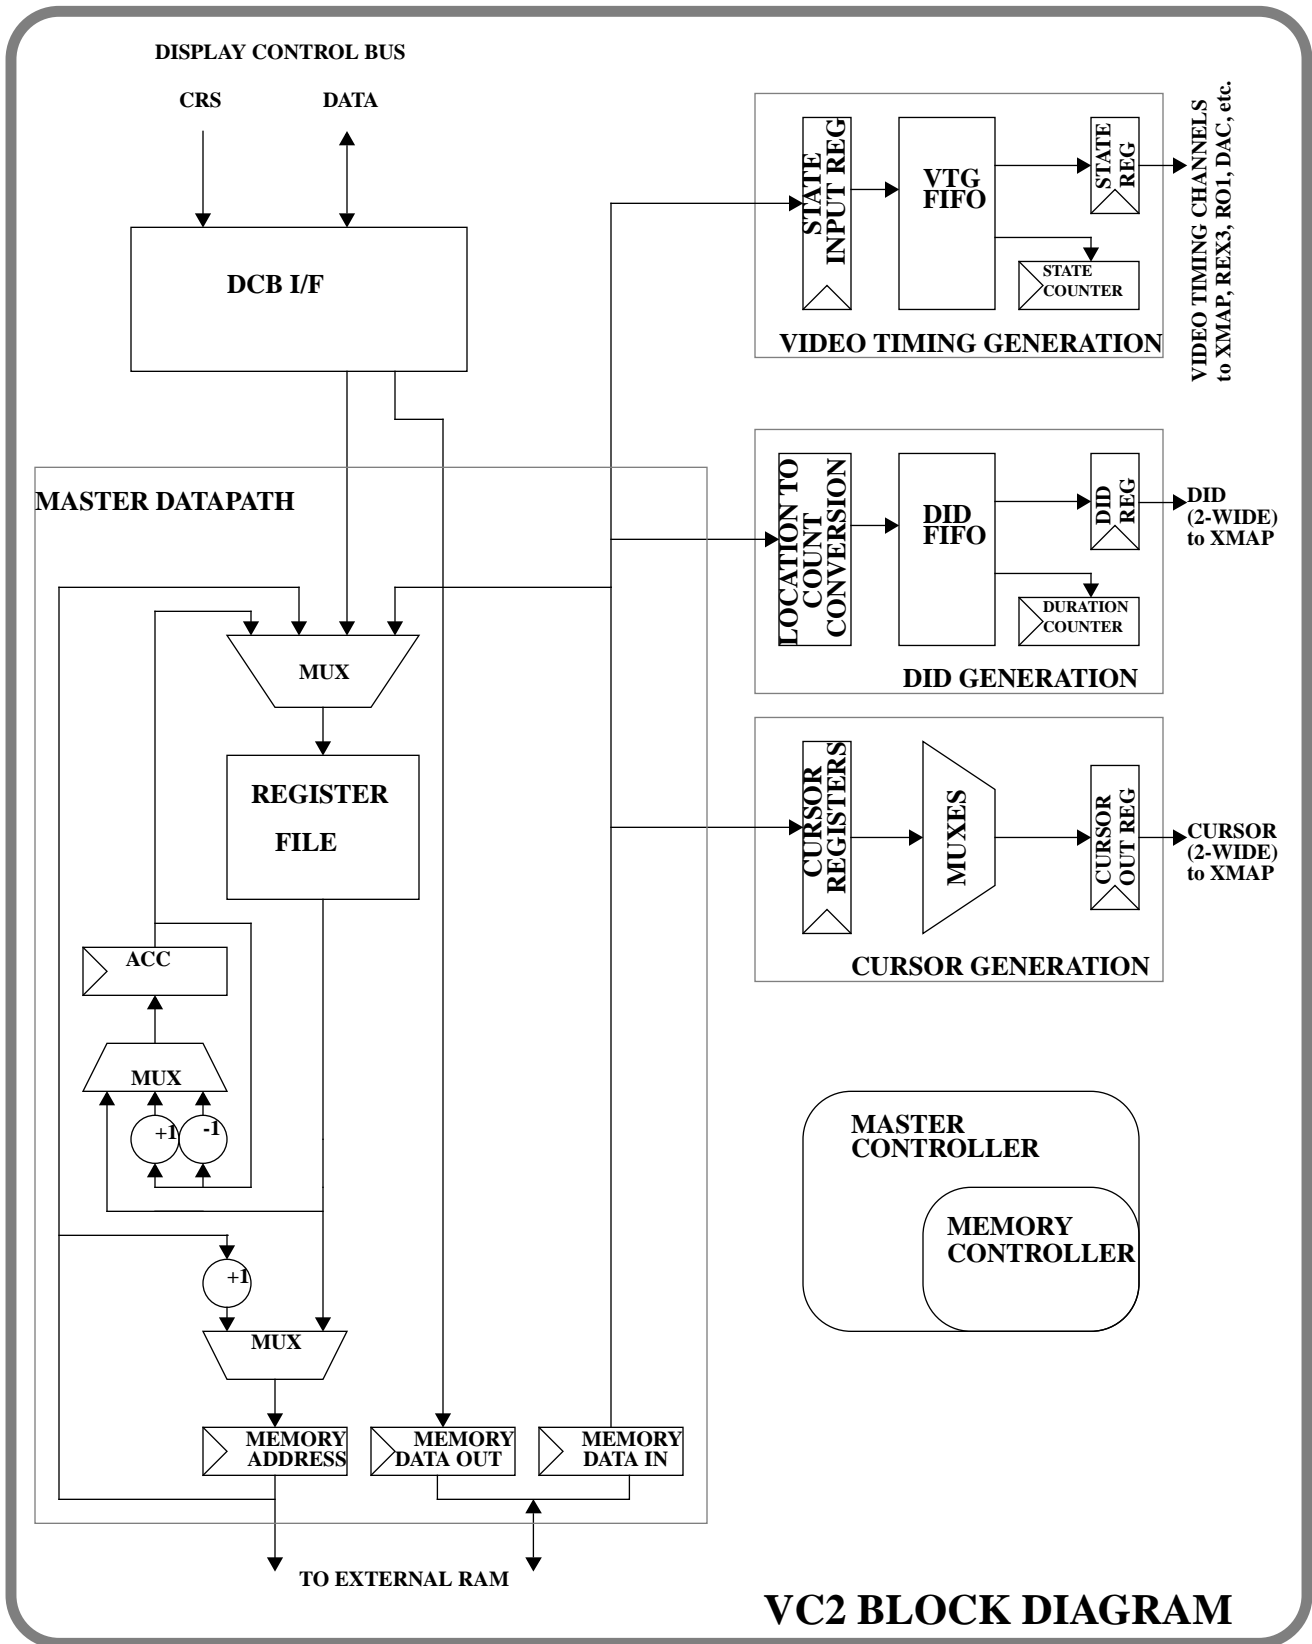 DISPLAY CONTROL BUS
CRS
DATA
DCB I/F
STATE
INPUT REG
VTG
FIFO
STATE
REG
STATE
COUNTER
VIDEO TIMING GENERATION
VIDEO TIMING CHANNELS
to XMAP, REX3, RO1, DAC, etc.
MASTER DATAPATH
LOCATION TO
COUNT
CONVERSION
DID
FIFO
DID
REG
DURATION
COUNTER
DID GENERATION
DID
(2-WIDE)
to XMAP
MUX
REGISTER
FILE
CURSOR
REGISTERS
MUXES
CURSOR
OUT REG
CURSOR GENERATION
CURSOR
(2-WIDE)
to XMAP
ACC
MUX
+1
-1
MASTER
CONTROLLER
MEMORY
CONTROLLER
+1
MUX
MEMORY
ADDRESS
MEMORY
DATA OUT
MEMORY
DATA IN
TO EXTERNAL RAM
VC2 BLOCK DIAGRAM